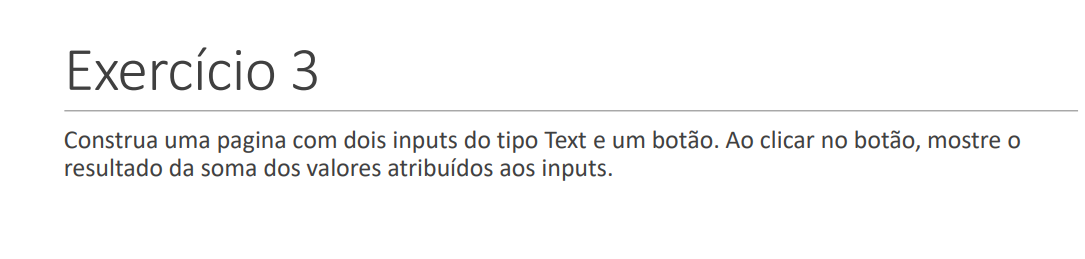 Exercício 3
Construa uma pagina com dois inputs do tipo Text e um botão. Ao clicar no botão, mostre o
resultado da soma dos valores atribuídos aos inputs.